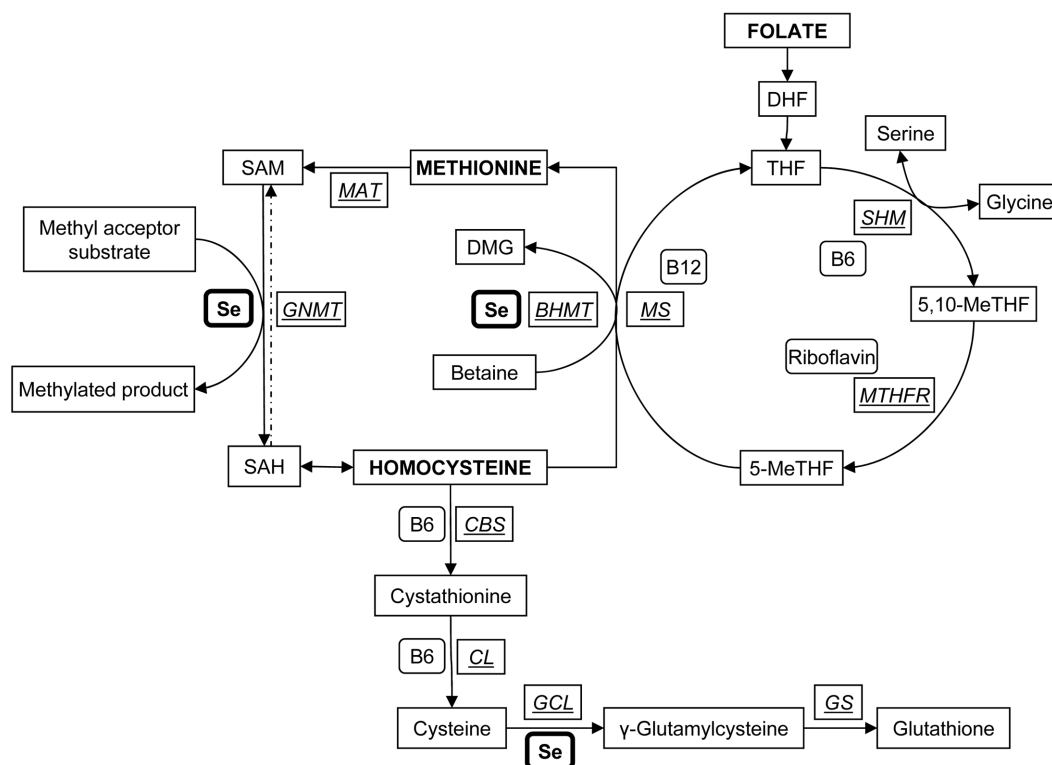 FOLATE
DHF
Serine
SAM
METHIONINE
THF
MAT
Glycine
SHM
Methyl acceptor
substrate
DMG
B12
B6
Se
GNMT
Se
BHMT
MS
5,10-MeTHF
Riboflavin
Betaine
Methylated product
MTHFR
SAH
HOMOCYSTEINE
5-MeTHF
B6
CBS
Cystathionine
B6
CL
GCL
GS
Cysteine
γ-Glutamylcysteine
Glutathione
Se